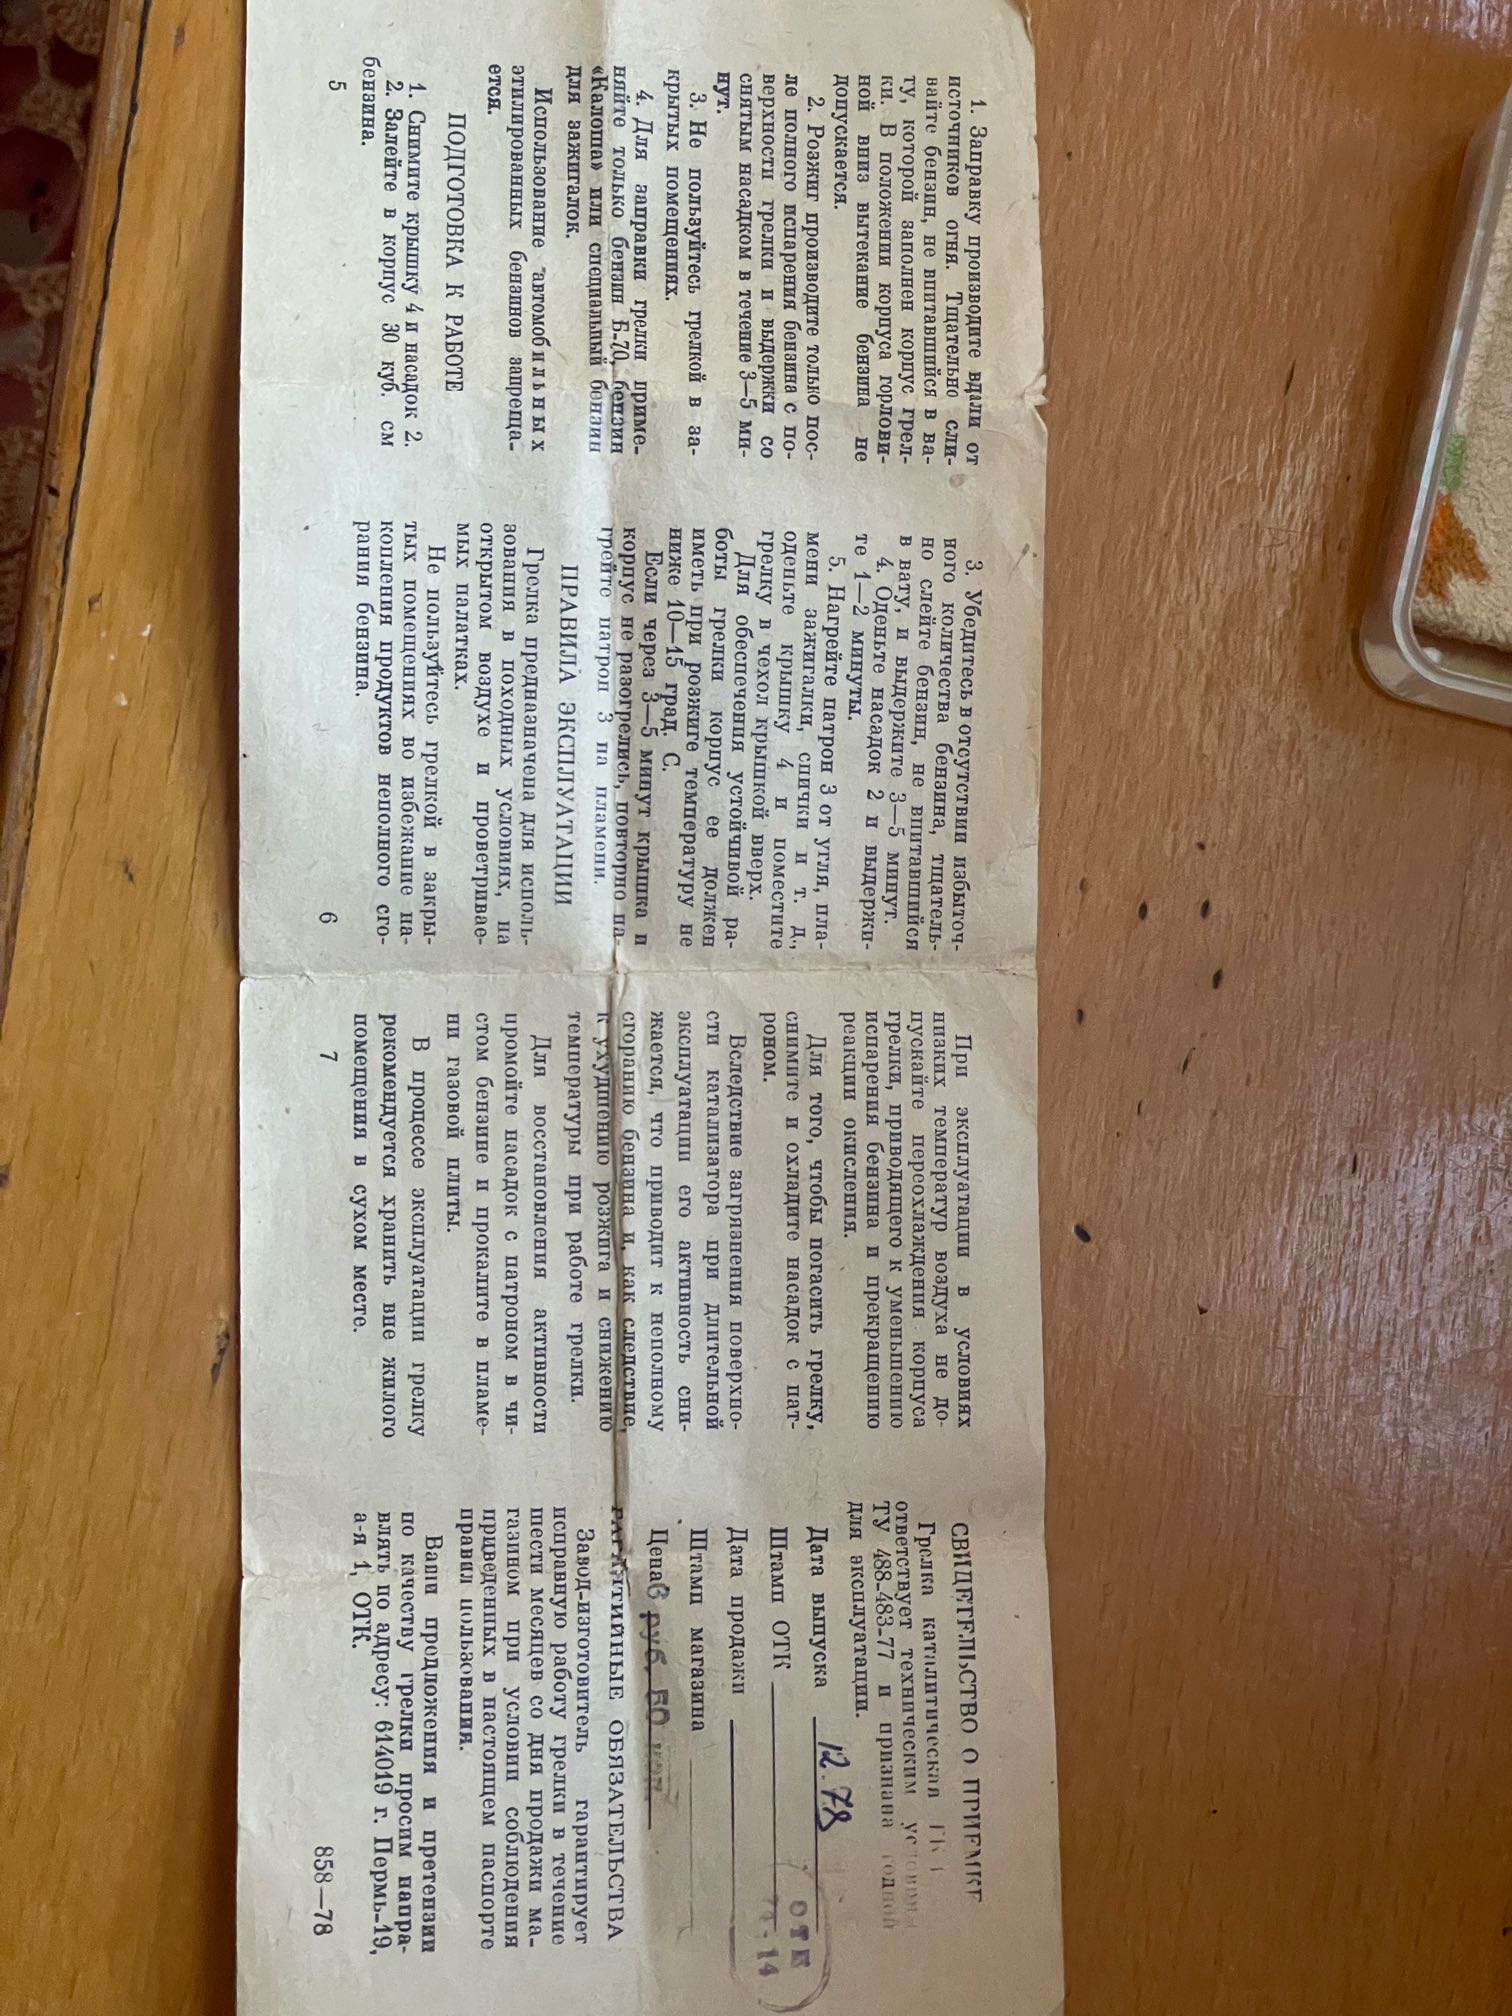 1. Заправку производите вдали от
источников огня. Тщательно сли-
вайте бензин, не впитавшийся в ва-
ту, которой заполнен корпус грел-
ки. В положении корпуса горлови-
ной вниз вытекание бензина не
допускается.
2. Розжиг производите только пос-
ле полного испарения бензина с по-
верхности грелки и выдержки со
снятым насадком в течение 3—5 ми-
нут.
3. Не пользуйтесь грелкой в за-
крытых помещениях.
4. Для заправки грелки приме-
няйте только бензин Б-70, бензин
«Калоша» или специальный бензин
для зажигалок.
Использование автомобильных
этилированных бензинов запреща-
ется.
ПОДГОТОВКА К РАБОТЕ
1. Снимите крышку 4 и насадок 2.
2. Залейте в корпус 30 куб. см
бензина.
5
3. Убедитесь в отсутствии избыточ-
ного количества бензина, тщатель-
но слейте бензин, не впитавшийся
в вату, и выдержите 3—5 минут.
4. Оденьте насадок 2 и выдержи-
те 1—2 минуты.
5. Нагрейте патрон 3 от угля, пла-
мени зажигалки, спички и т. д.,
оденьте крышку 4 и поместите
грелку в чехол крышкой вверх.
Для обеспечения устойчивой ра-
боты грелки корпус ее должен
иметь при розжиге температуру не
ниже 10—15 град. С.
Если через 3—5 минут крышка и
корпус не разогрелись, повторно на-
грейте патрон 3 на пламени.
ПРАВИЛА ЭКСПЛУАТАЦИИ
Грелка предназначена для исполь-
зования в походных условиях, на
открытом воздухе и проветривае-
мых палатках.
Не пользуйтесь грелкой в закры-
тых помещениях во избежание на-
копления продуктов неполного сго-
рания бензина.
6
При эксплуатации в условиях
низких температур воздуха не до-
пускайте переохлаждения корпуса
грелки, приводящего к уменьшению
испарения бензина и прекращению
реакции окисления.
Для того, чтобы погасить грелку,
снимите и охладите насадок с пат-
роном.
Вследствие загрязнения поверхно-
сти катализатора при длительной
эксплуатации его активность сни-
жается, что приводит к неполному
сгоранию бензина и, как следствие,
к ухудшению розжига и снижению
температуры при работе грелки.
Для восстановления активности
промойте насадок с патроном в чи-
стом бензине и прокалите в пламе-
ни газовой плиты.
В процессе эксплуатации грелку
рекомендуется хранить вне жилого
помещения в сухом месте.
7
СВИДЕТЕЛЬСТВО О ПРИЕМКЕ
Грелка каталитическая
ответствует техническим условиям
ТУ 488-483-77 и признана годной
для эксплуатации.
Дата выпуска 12.78
Штамп ОТК ОТК
14
Дата продажи
Штамп магазина
Цена 6 руб. 50 коп
ГАРАНТИЙНЫЕ ОБЯЗАТЕЛЬСТВА
Завод-изготовитель гарантирует
исправную работу грелки в течение
шести месяцев со дня продажи ма-
газином при условии соблюдения
приведенных в настоящем паспорте
правил пользования.
Ваши предложения и претензии
по качеству грелки просим напра-
влять по адресу: 614019 г. Пермь-19,
а-я 1, ОТК.
858—78